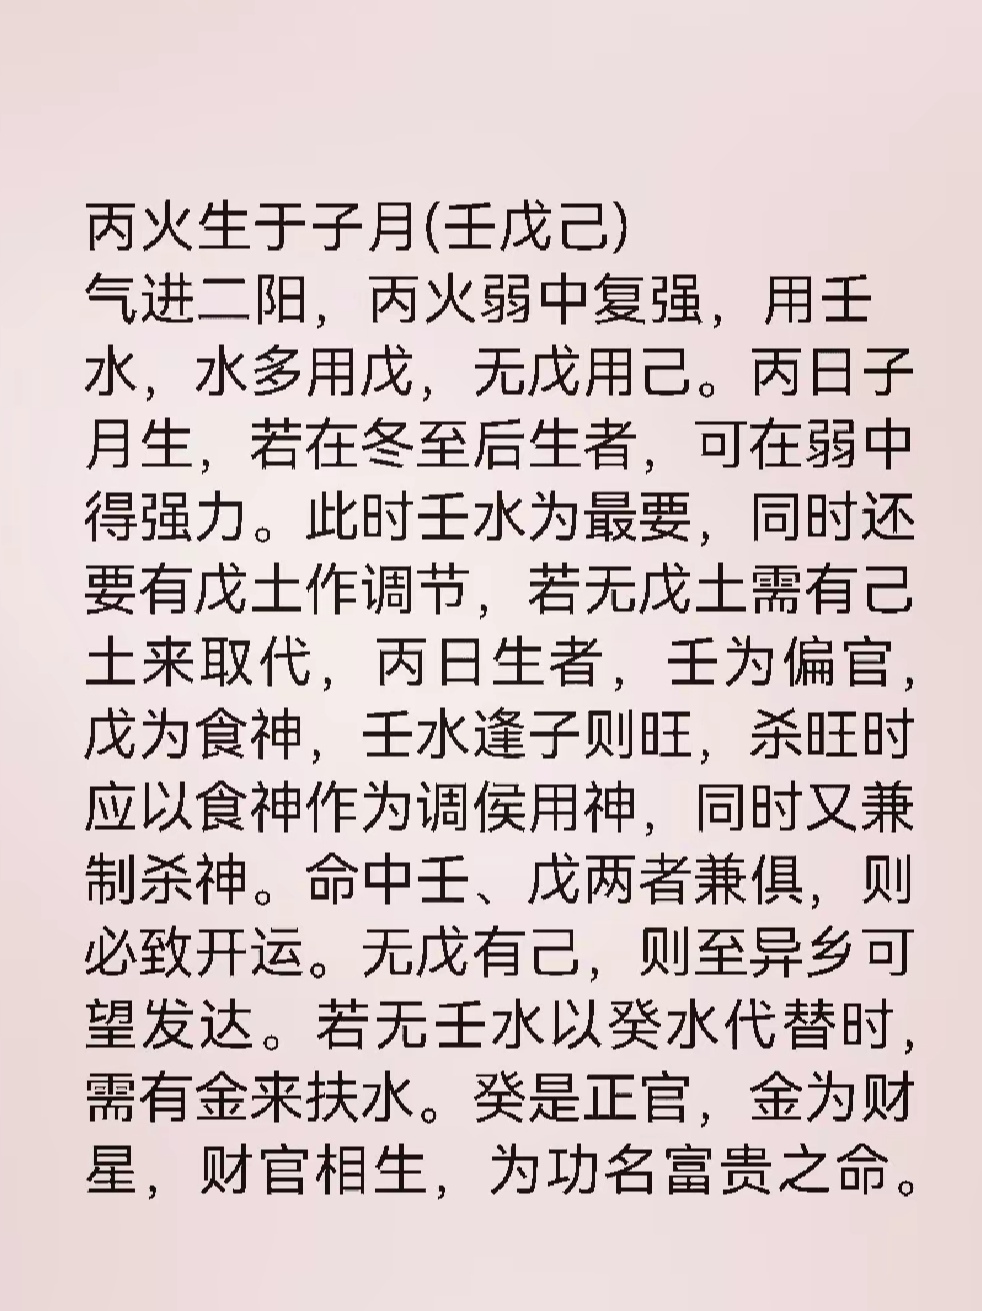 丙火生于子月(壬戊己)
气进二阳，丙火弱中复强，用壬
水，水多用戊，无戊用己。丙日子
月生，若在冬至后生者，可在弱中
得强力。此时壬水为最要，同时还
要有戊土作调节，若无戊土需有己
土来取代，丙日生者，壬为偏官，
戊为食神，壬水逢子则旺，杀旺时
应以食神作为调侯用神，同时又兼
制杀神。命中壬、戊两者兼俱，则
必致开运。无戊有己，则至异乡可
望发达。若无壬水以癸水代替时，
需有金来扶水。癸是正官，金为财
星，财官相生，为功名富贵之命。